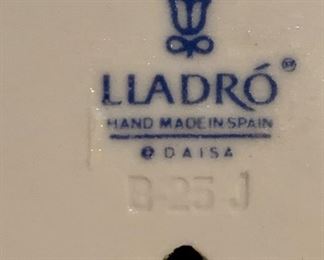 LLADRÓ®
HAND MADE IN SPAIN
© DAISA
B-25 J